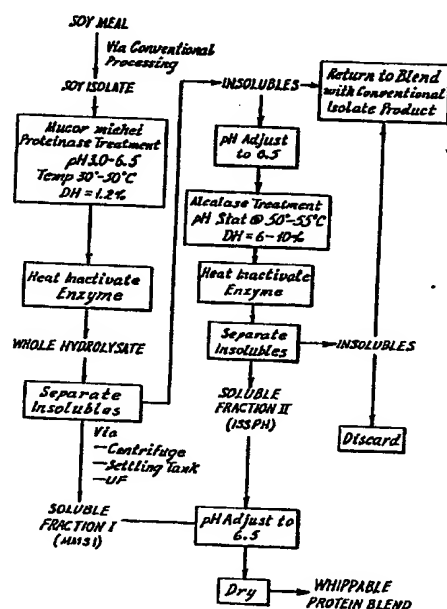 SOY MEAL
Via Conventional
Processing
SOY ISOLATE
Mucor michei
Proteinase Treatment
pH 3.0-6.5
Temp 30°-50°C
DH = 1.2%
Heat Inactivate
Enzyme
WHOLE HYDROLYSATE
Separate
Insolubles
Via
—Centrifuge
—Settling Tank
—UF
SOLUBLE
FRACTION I
(MMSI)
INSOLUBLES
pH Adjust
to 8.5
Alcalase Treatment
pH Stat @ 50°-55°C
DH = 6-10%
Heat Inactivate
Enzyme
Separate
Insolubles
SOLUBLE
FRACTION II
(ISSPH)
pH Adjust to
6.5
Dry
WHIPPABLE
PROTEIN BLEND
Return to Blend
with Conventional
Isolate Product
INSOLUBLES
Discard